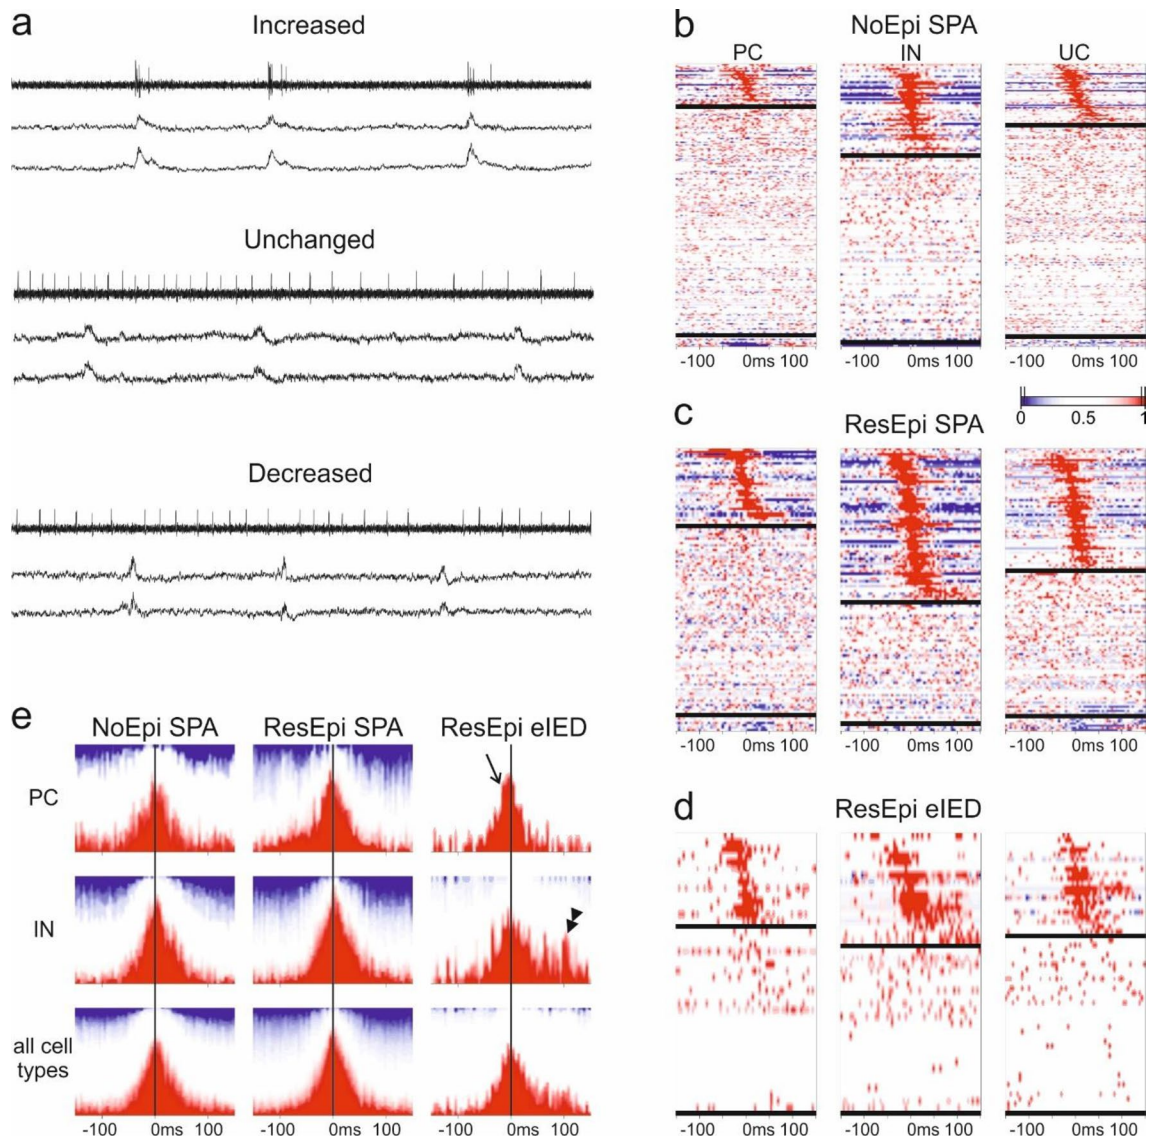 a
Increased
Unchanged
Decreased
b
NoEpi SPA
PC IN UC
-100 0ms 100 -100 0ms 100 -100 0ms 100
0 0.5 1
c
ResEpi SPA
-100 0ms 100 -100 0ms 100 -100 0ms 100
d
ResEpi eIED
-100 0ms 100 -100 0ms 100 -100 0ms 100
e
NoEpi SPA ResEpi SPA ResEpi eIED
PC
IN
all cell
types
-100 0ms 100 -100 0ms 100 -100 0ms 100